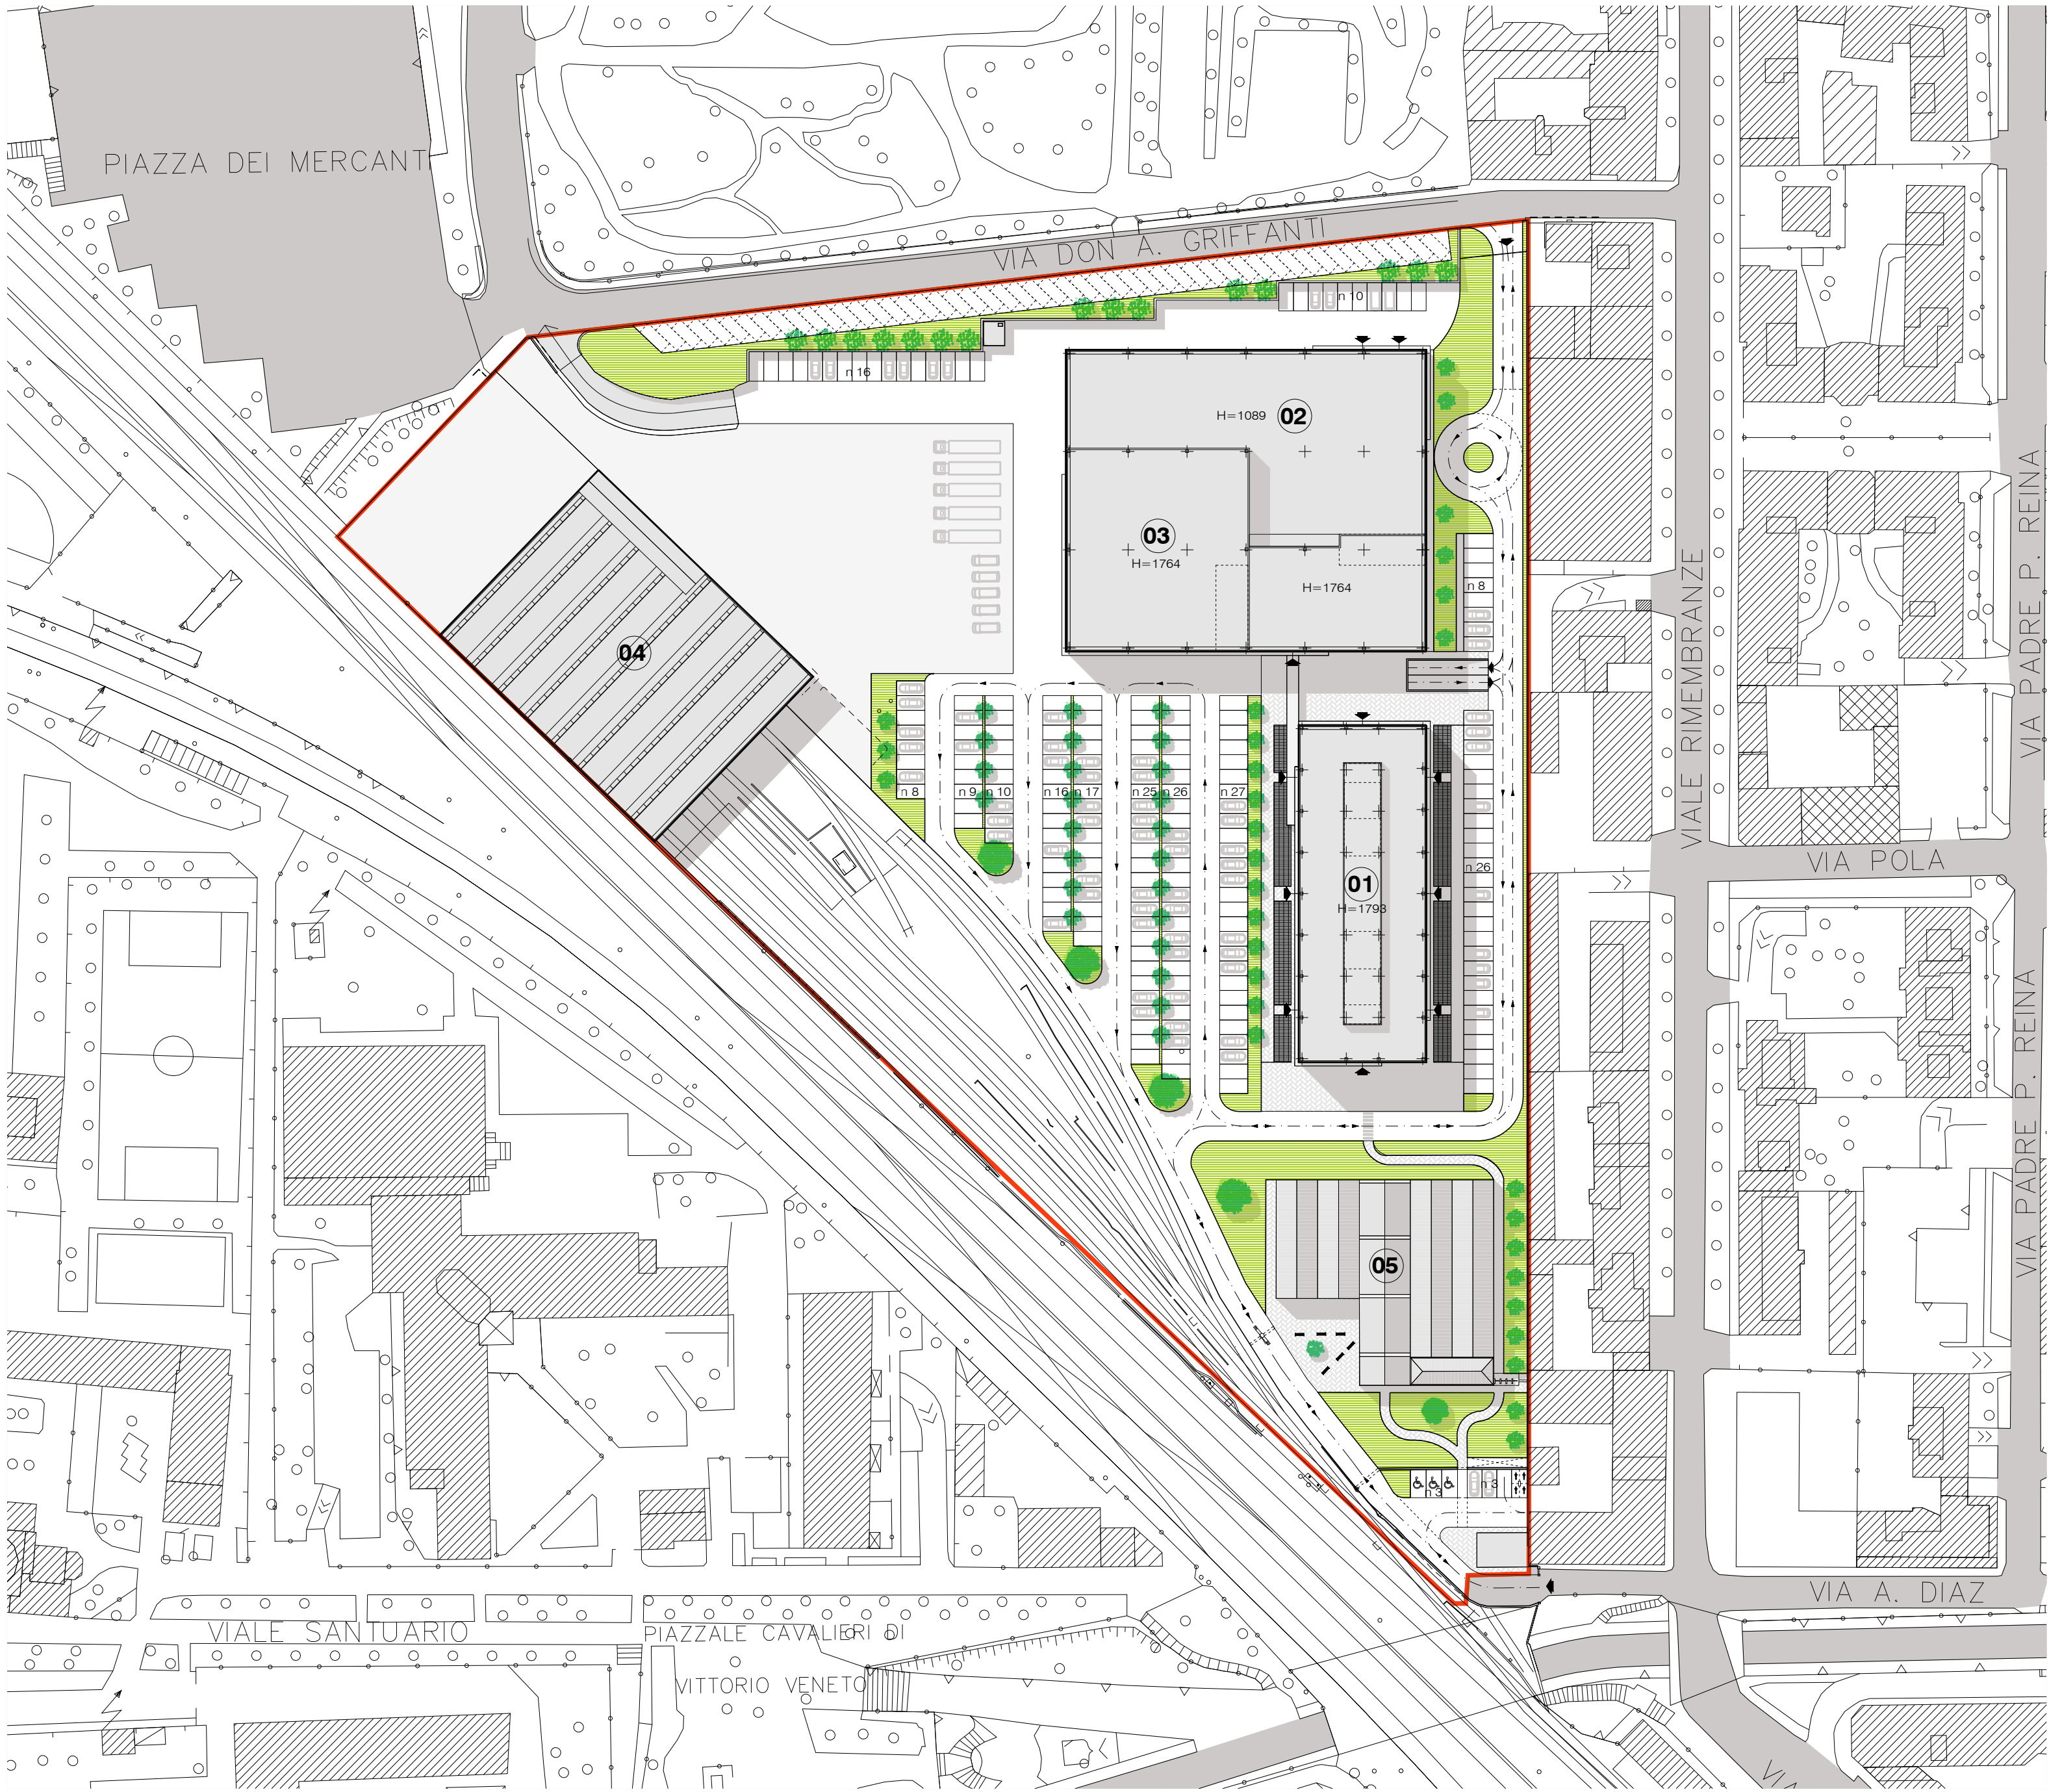 PIAZZA DEI MERCANTI
VIA DON A. GRIFFANTI
n 10
n 16
H=1089
02
03
H=1764
H=1764
n 8
04
VIALE RIMEMBRANZE
VIA PADRE P. REINA
n 8
n 9
n 10
n 16
n 17
n 25
n 26
n 27
01
H=1793
n 26
VIA POLA
VIA PADRE P. REINA
05
n 3
n 3
VIA A. DIAZ
VIALE SANTUARIO
PIAZZALE CAVALIERI DI
VITTORIO VENETO